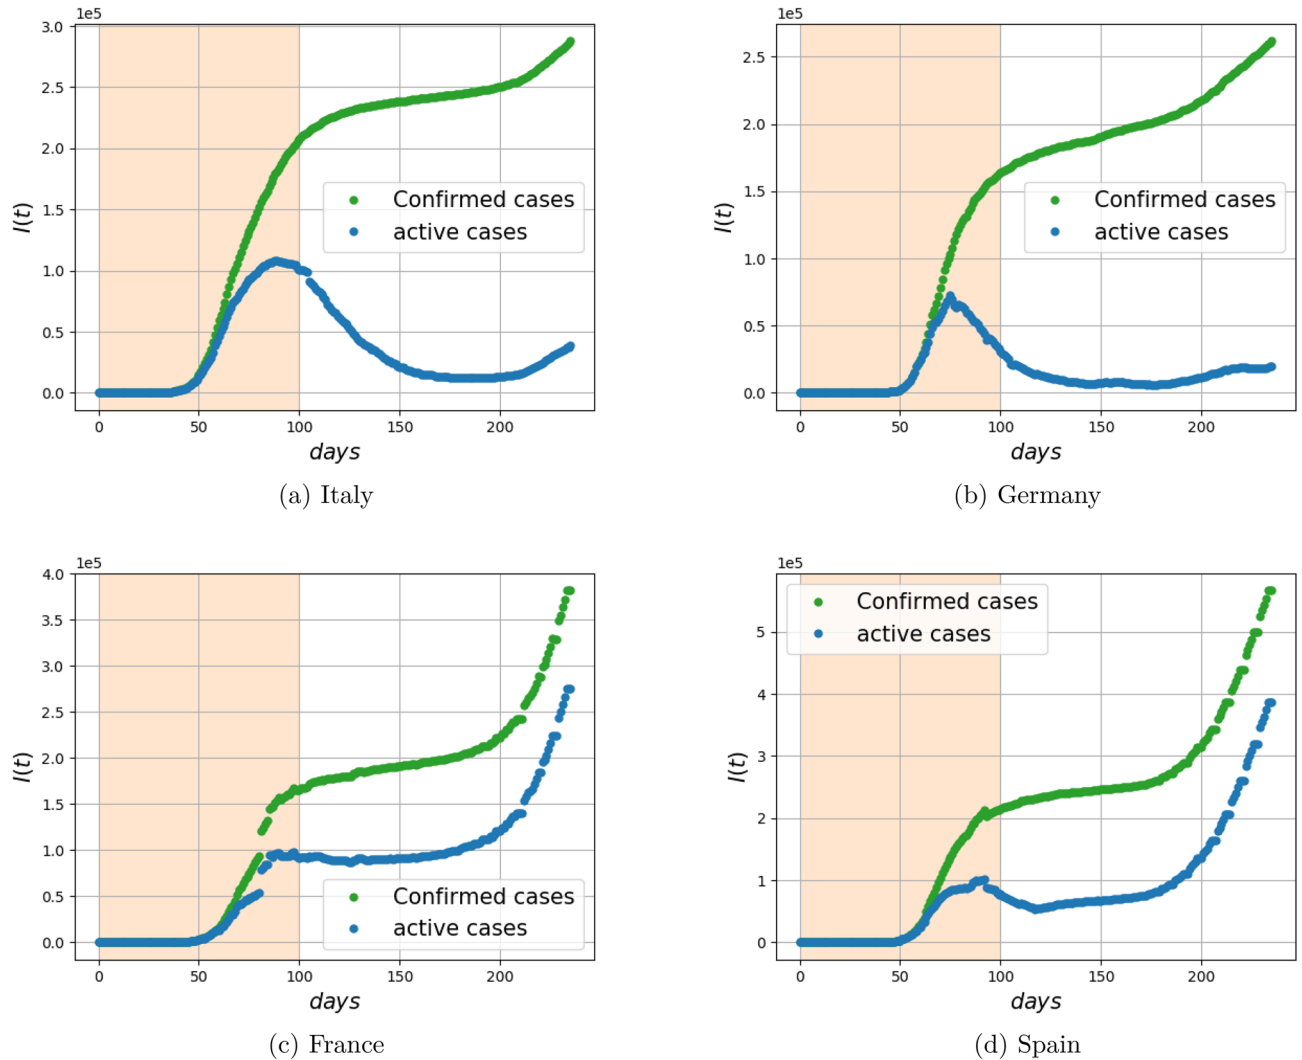 1e5
3.0
2.5
2.0
1.5
1.0
0.5
0.0
I(t)
Confirmed cases
active cases
0 50 100 150 200
days
(a) Italy
1e5
2.5
2.0
1.5
1.0
0.5
0.0
I(t)
Confirmed cases
active cases
0 50 100 150 200
days
(b) Germany
1e5
4.0
3.5
3.0
2.5
2.0
1.5
1.0
0.5
0.0
I(t)
Confirmed cases
active cases
0 50 100 150 200
days
(c) France
1e5
Confirmed cases
active cases
5
4
3
2
1
0
I(t)
0 50 100 150 200
days
(d) Spain